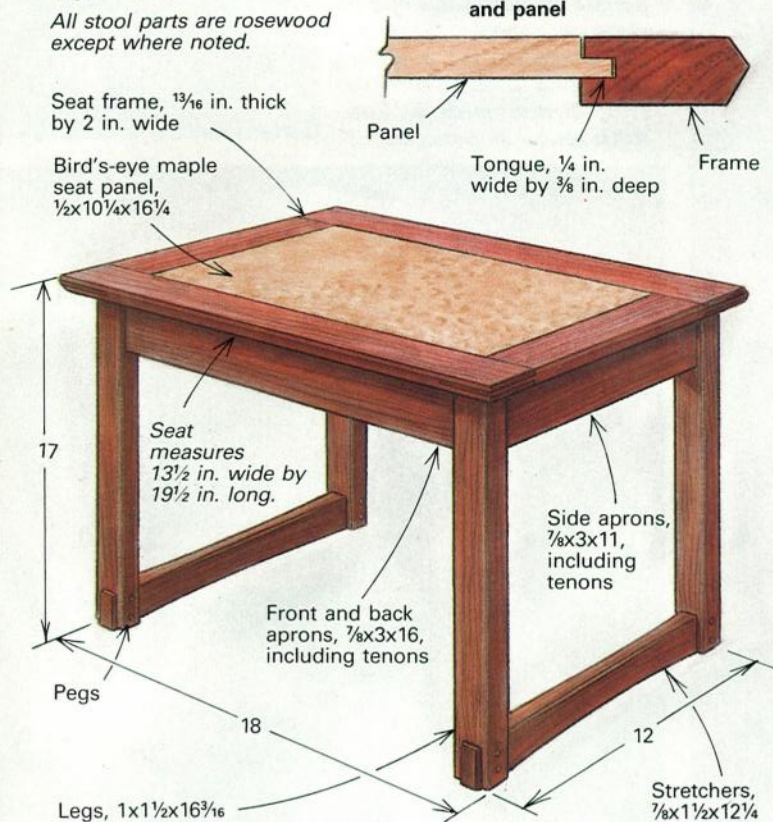 All stool parts are rosewood
except where noted.
and panel
Seat frame, 13⁄16 in. thick
by 2 in. wide
Bird's-eye maple
seat panel,
½x10¼x16¼
Panel
Tongue, ¼ in.
wide by ⅜ in. deep
Frame
17
Seat
measures
13½ in. wide by
19½ in. long.
Side aprons,
⅞x3x11,
including
tenons
Front and back
aprons, ⅞x3x16,
including tenons
Pegs
18
12
Legs, 1x1½x16 3⁄16
Stretchers,
⅞x1½x12¼